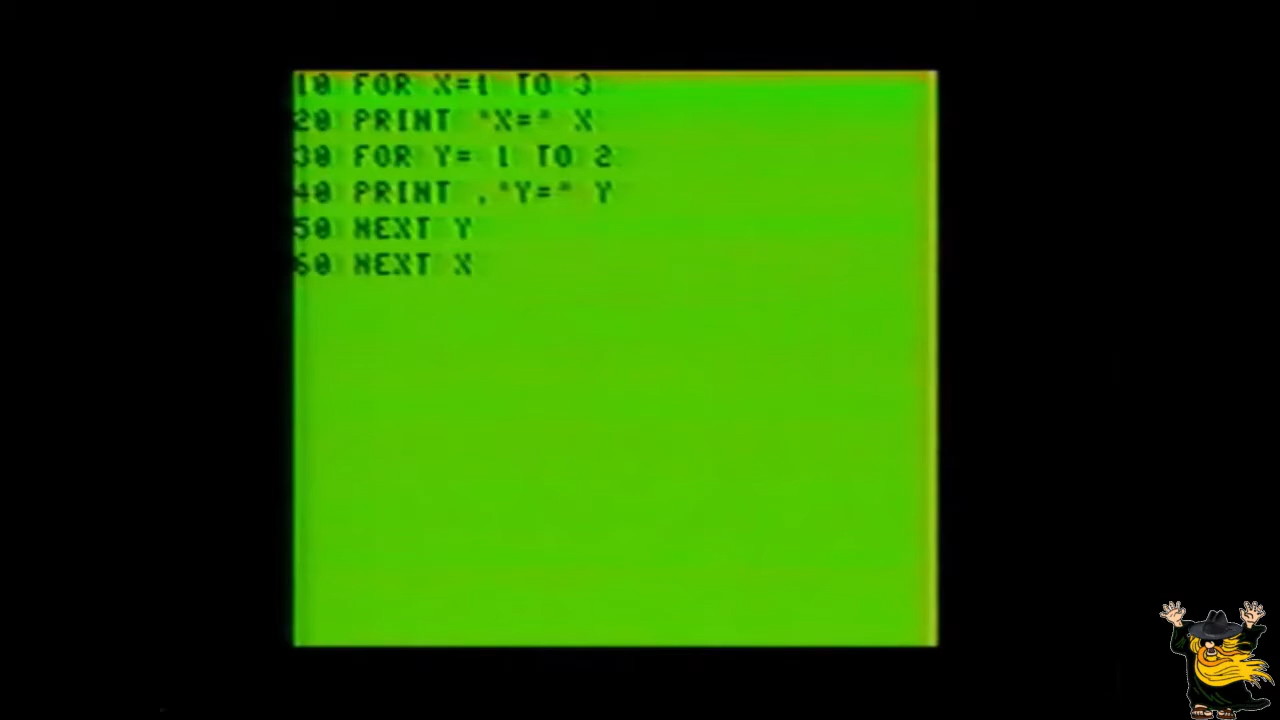 10 FOR X=1 TO 3
20 PRINT "X=" X
30 FOR Y= 1 TO 2
40 PRINT ,"Y=" Y
50 NEXT Y
60 NEXT X